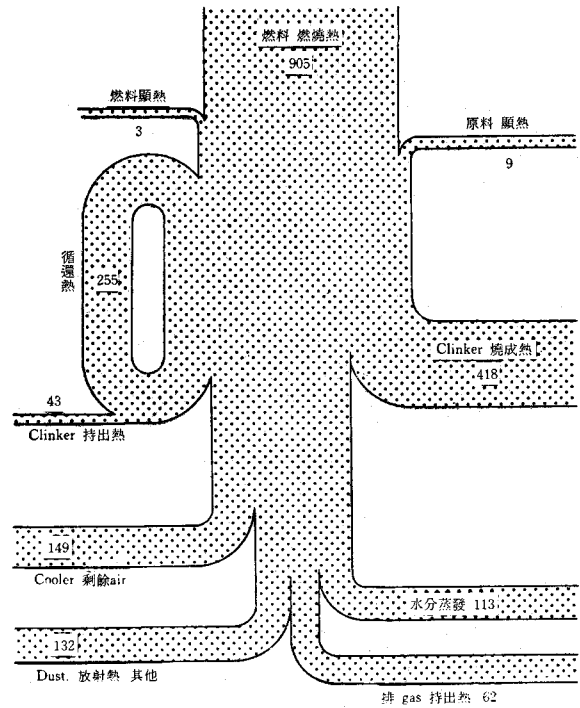 燃料 燃燒熱
905
燃料顯熱
3
原料 顯熱
9
循還熱
255
Clinker 燒成熱
418
43
Clinker 持出熱
149
Cooler 剩餘air
水分蒸發 113
132
Dust. 放射熱 其他
排 gas 持出熱 62